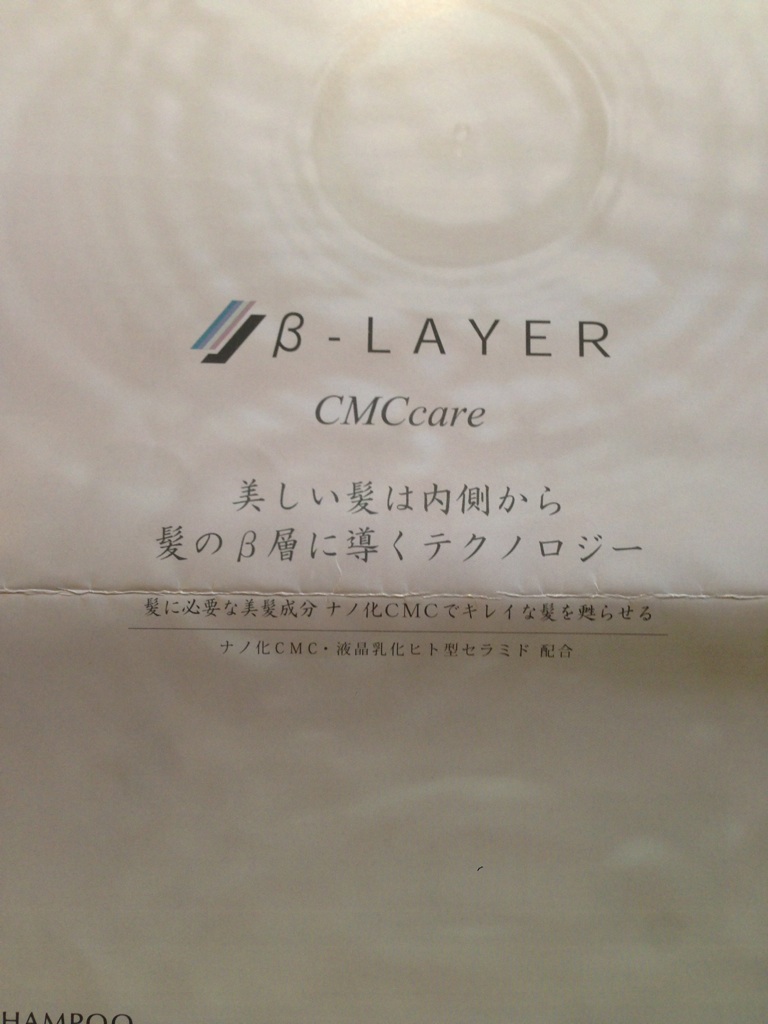 β-LAYER
CMCcare
美しい髪は内側から
髪のβ層に導くテクノロジー
髪に必要な美髪成分 ナノ化CMCでキレイな髪を甦らせる
ナノ化CMC・液晶乳化ヒト型セラミド 配合
HAMPOO